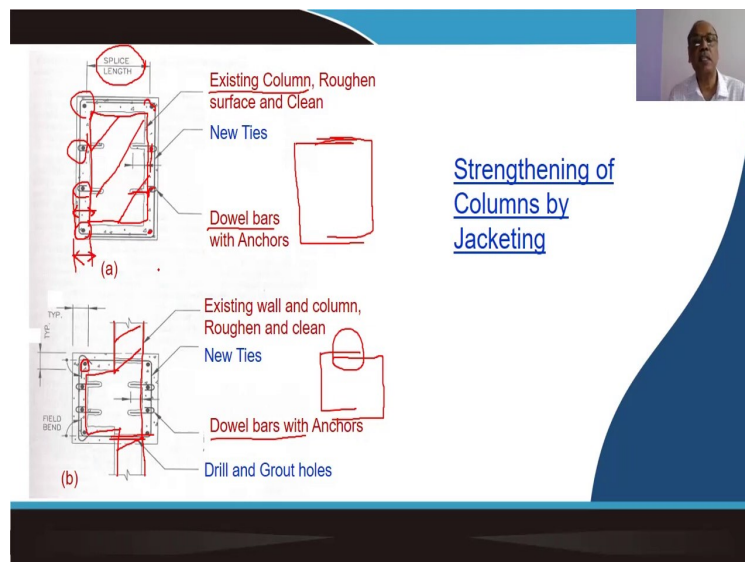 SPLICE
LENGTH
Existing Column, Roughen
surface and Clean
New Ties
Dowel bars
with Anchors
(a)
Strengthening of
Columns by
Jacketing
TYP.
TYP.
Existing wall and column,
Roughen and clean
New Ties
FIELD
BEND
Dowel bars with Anchors
Drill and Grout holes
(b)